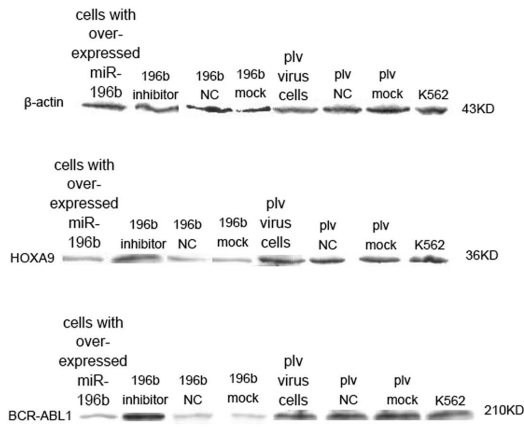 cells with
over-
expressed
miR-
196b
196b
inhibitor
196b
NC
196b
mock
plv
virus
cells
plv
NC
plv
mock
K562
β-actin
43KD
cells with
over-
expressed
miR-
196b
196b
inhibitor
196b
NC
196b
mock
plv
virus
cells
plv
NC
plv
mock
K562
HOXA9
36KD
cells with
over-
expressed
miR-
196b
196b
inhibitor
196b
NC
196b
mock
plv
virus
cells
plv
NC
plv
mock
K562
BCR-ABL1
210KD